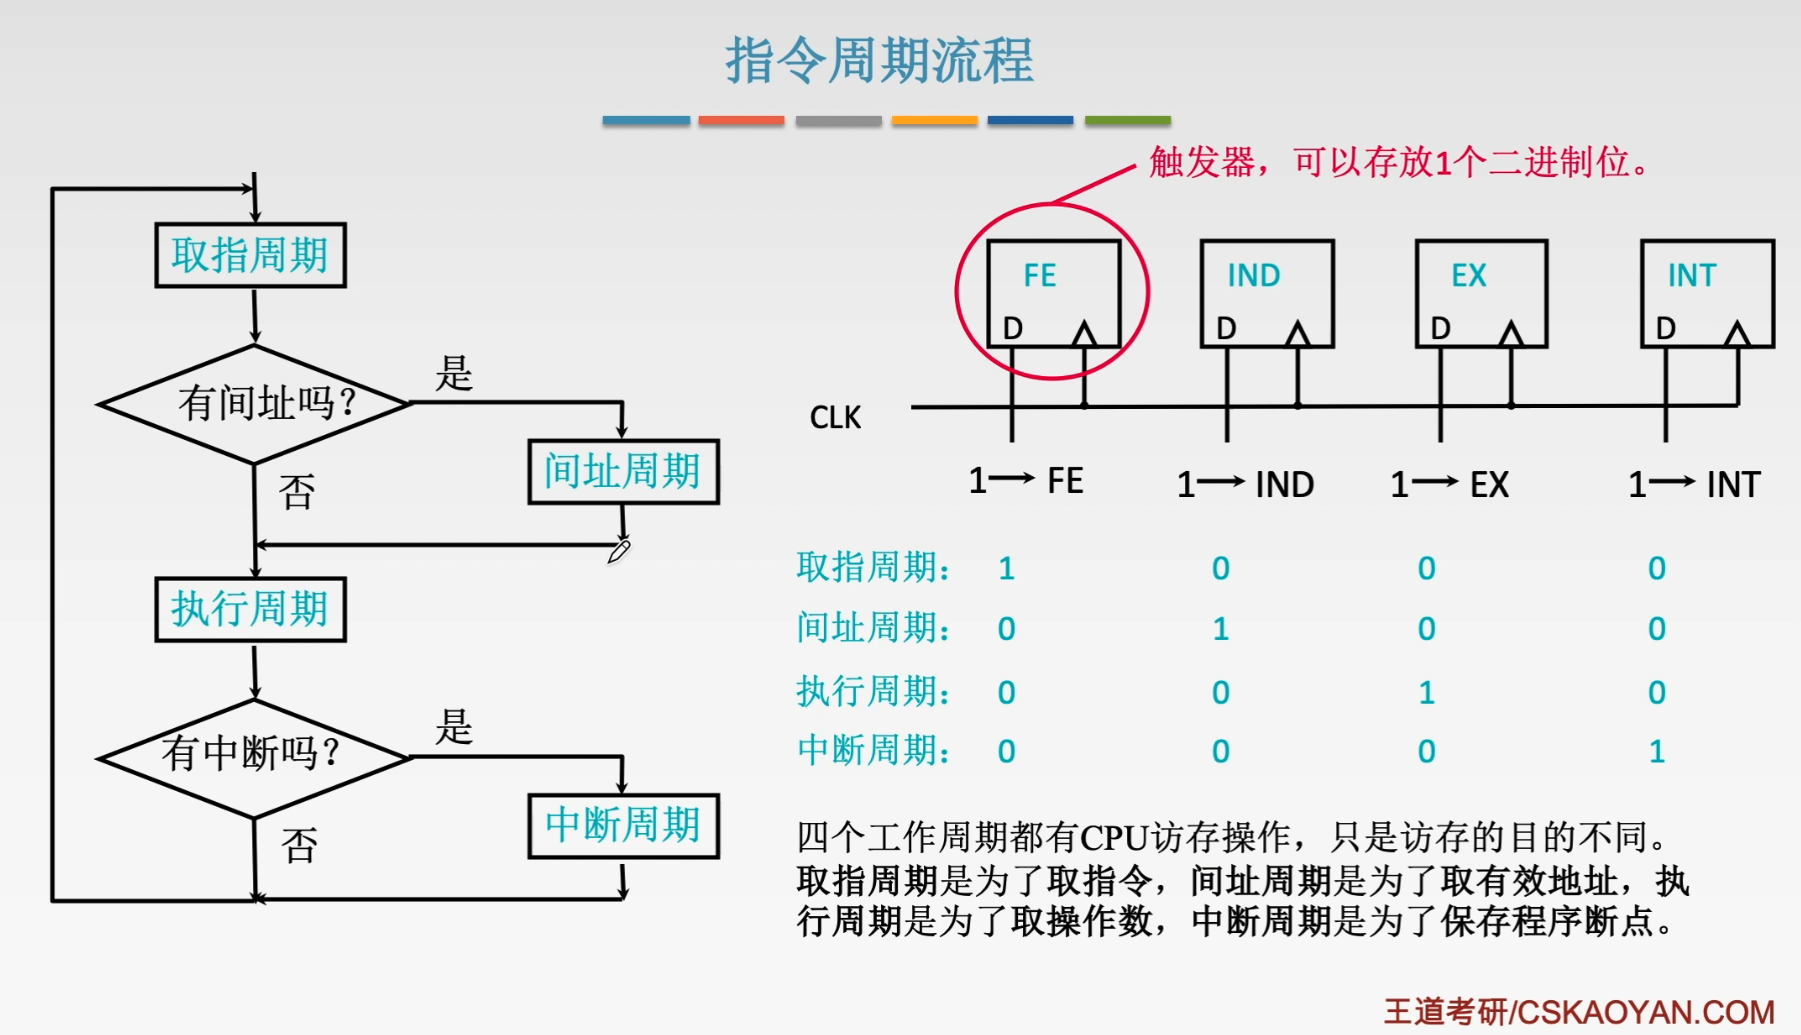 指令周期流程
触发器，可以存放1个二进制位。
取指周期
有间址吗？
是
间址周期
否
执行周期
有中断吗？
是
中断周期
否
FE
D
IND
D
EX
D
INT
D
CLK
1→FE
1→IND
1→EX
1→INT
取指周期： 1 0 0 0
间址周期： 0 1 0 0
执行周期： 0 0 1 0
中断周期： 0 0 0 1
四个工作周期都有CPU访存操作，只是访存的目的不同。
取指周期是为了取指令，间址周期是为了取有效地址，执
行周期是为了取操作数，中断周期是为了保存程序断点。
王道考研/CSKAOYAN.COM